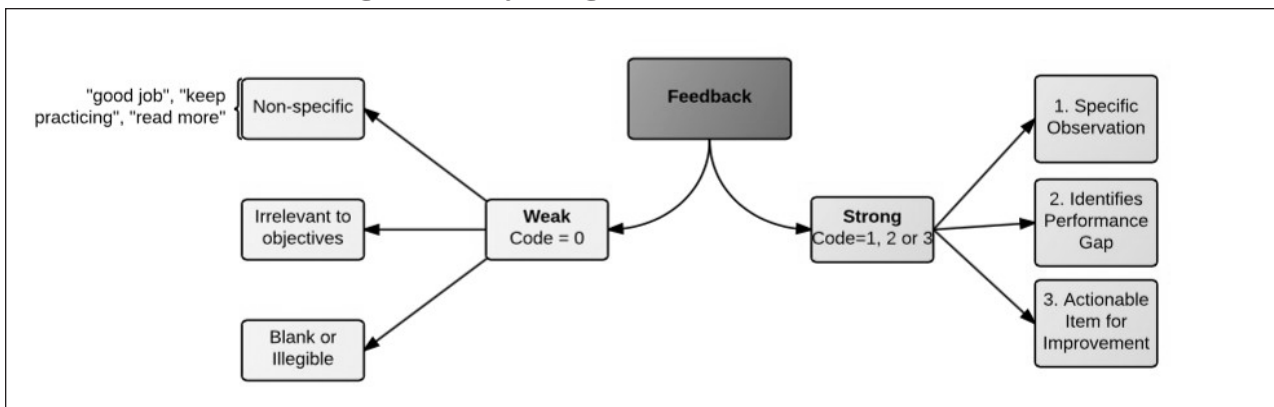 Feedback
"good job", "keep
practicing", "read more"
Non-specific
Irrelevant to
objectives
Blank or
Illegible
Weak
Code = 0
Strong
Code=1, 2 or 3
1. Specific
Observation
2. Identifies
Performance
Gap
3. Actionable
Item for
Improvement